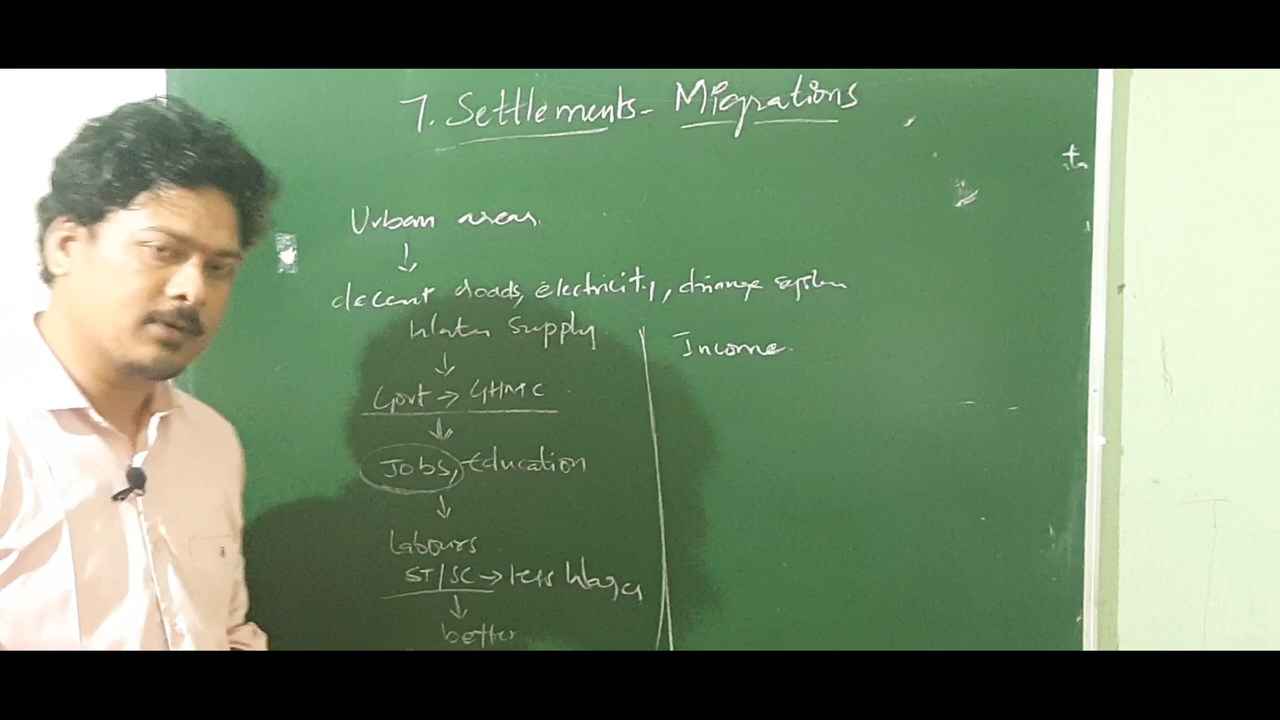 7. Settlements - Migrations
Urban areas
↓
decent roads, electricity, drinage system
Water supply
↓
Govt → GHMC
↓
Jobs, Education
↓
Labours
ST/SC → less wages
↓
better
Income.